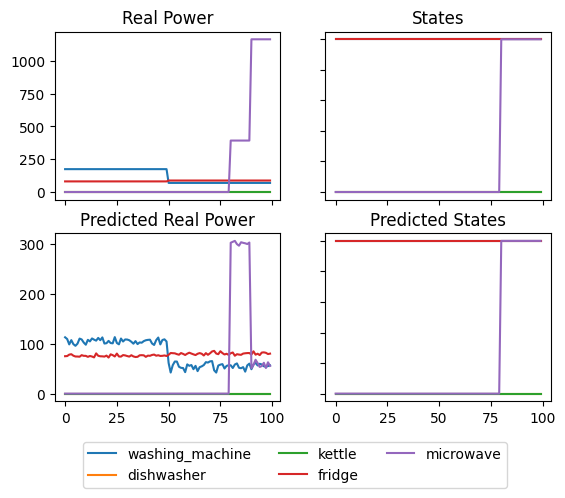 Real Power
States
1000
750
500
250
0
Predicted Real Power
Predicted States
300
200
100
0
0 25 50 75 100
0 25 50 75 100
washing_machine kettle microwave
dishwasher fridge